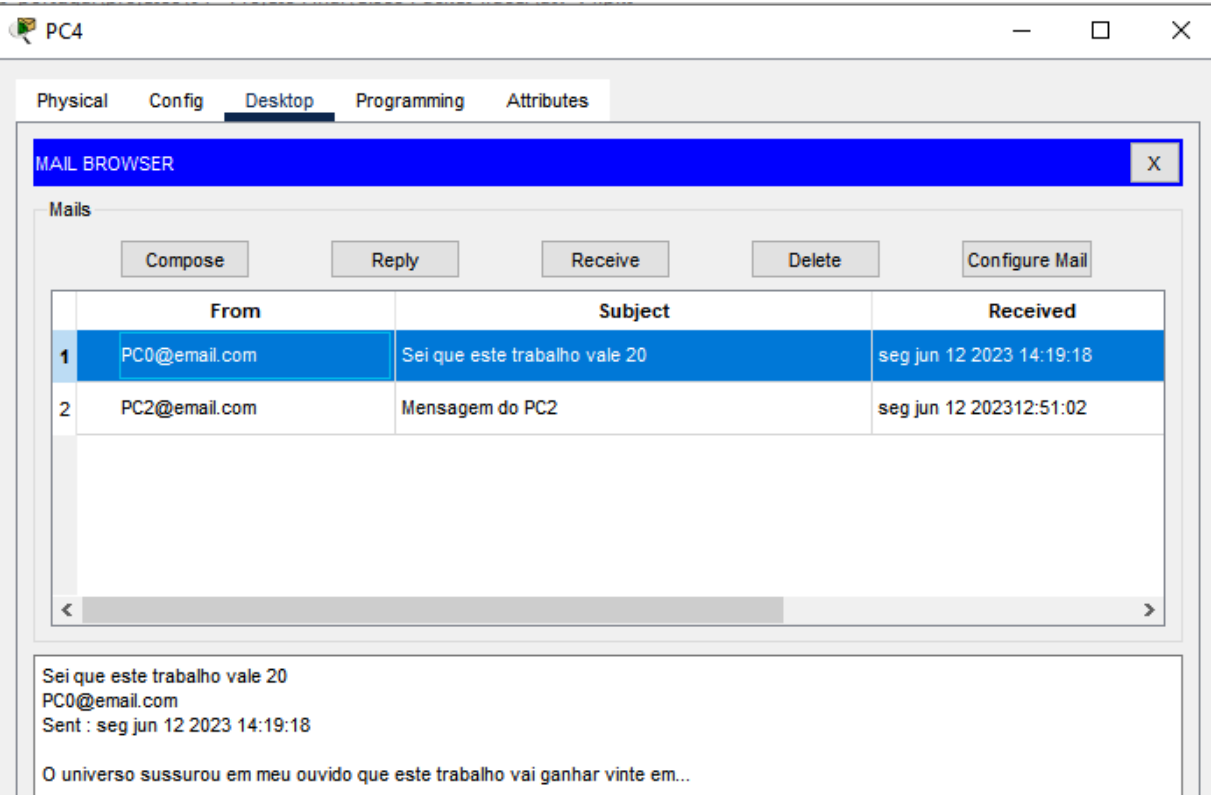 PC4
Physical Config Desktop Programming Attributes
MAIL BROWSER X
Mails
Compose Reply Receive Delete Configure Mail
From Subject Received
1 PC0@email.com Sei que este trabalho vale 20 seg jun 12 2023 14:19:18
2 PC2@email.com Mensagem do PC2 seg jun 12 202312:51:02
Sei que este trabalho vale 20
PC0@email.com
Sent : seg jun 12 2023 14:19:18
O universo sussurou em meu ouvido que este trabalho vai ganhar vinte em...